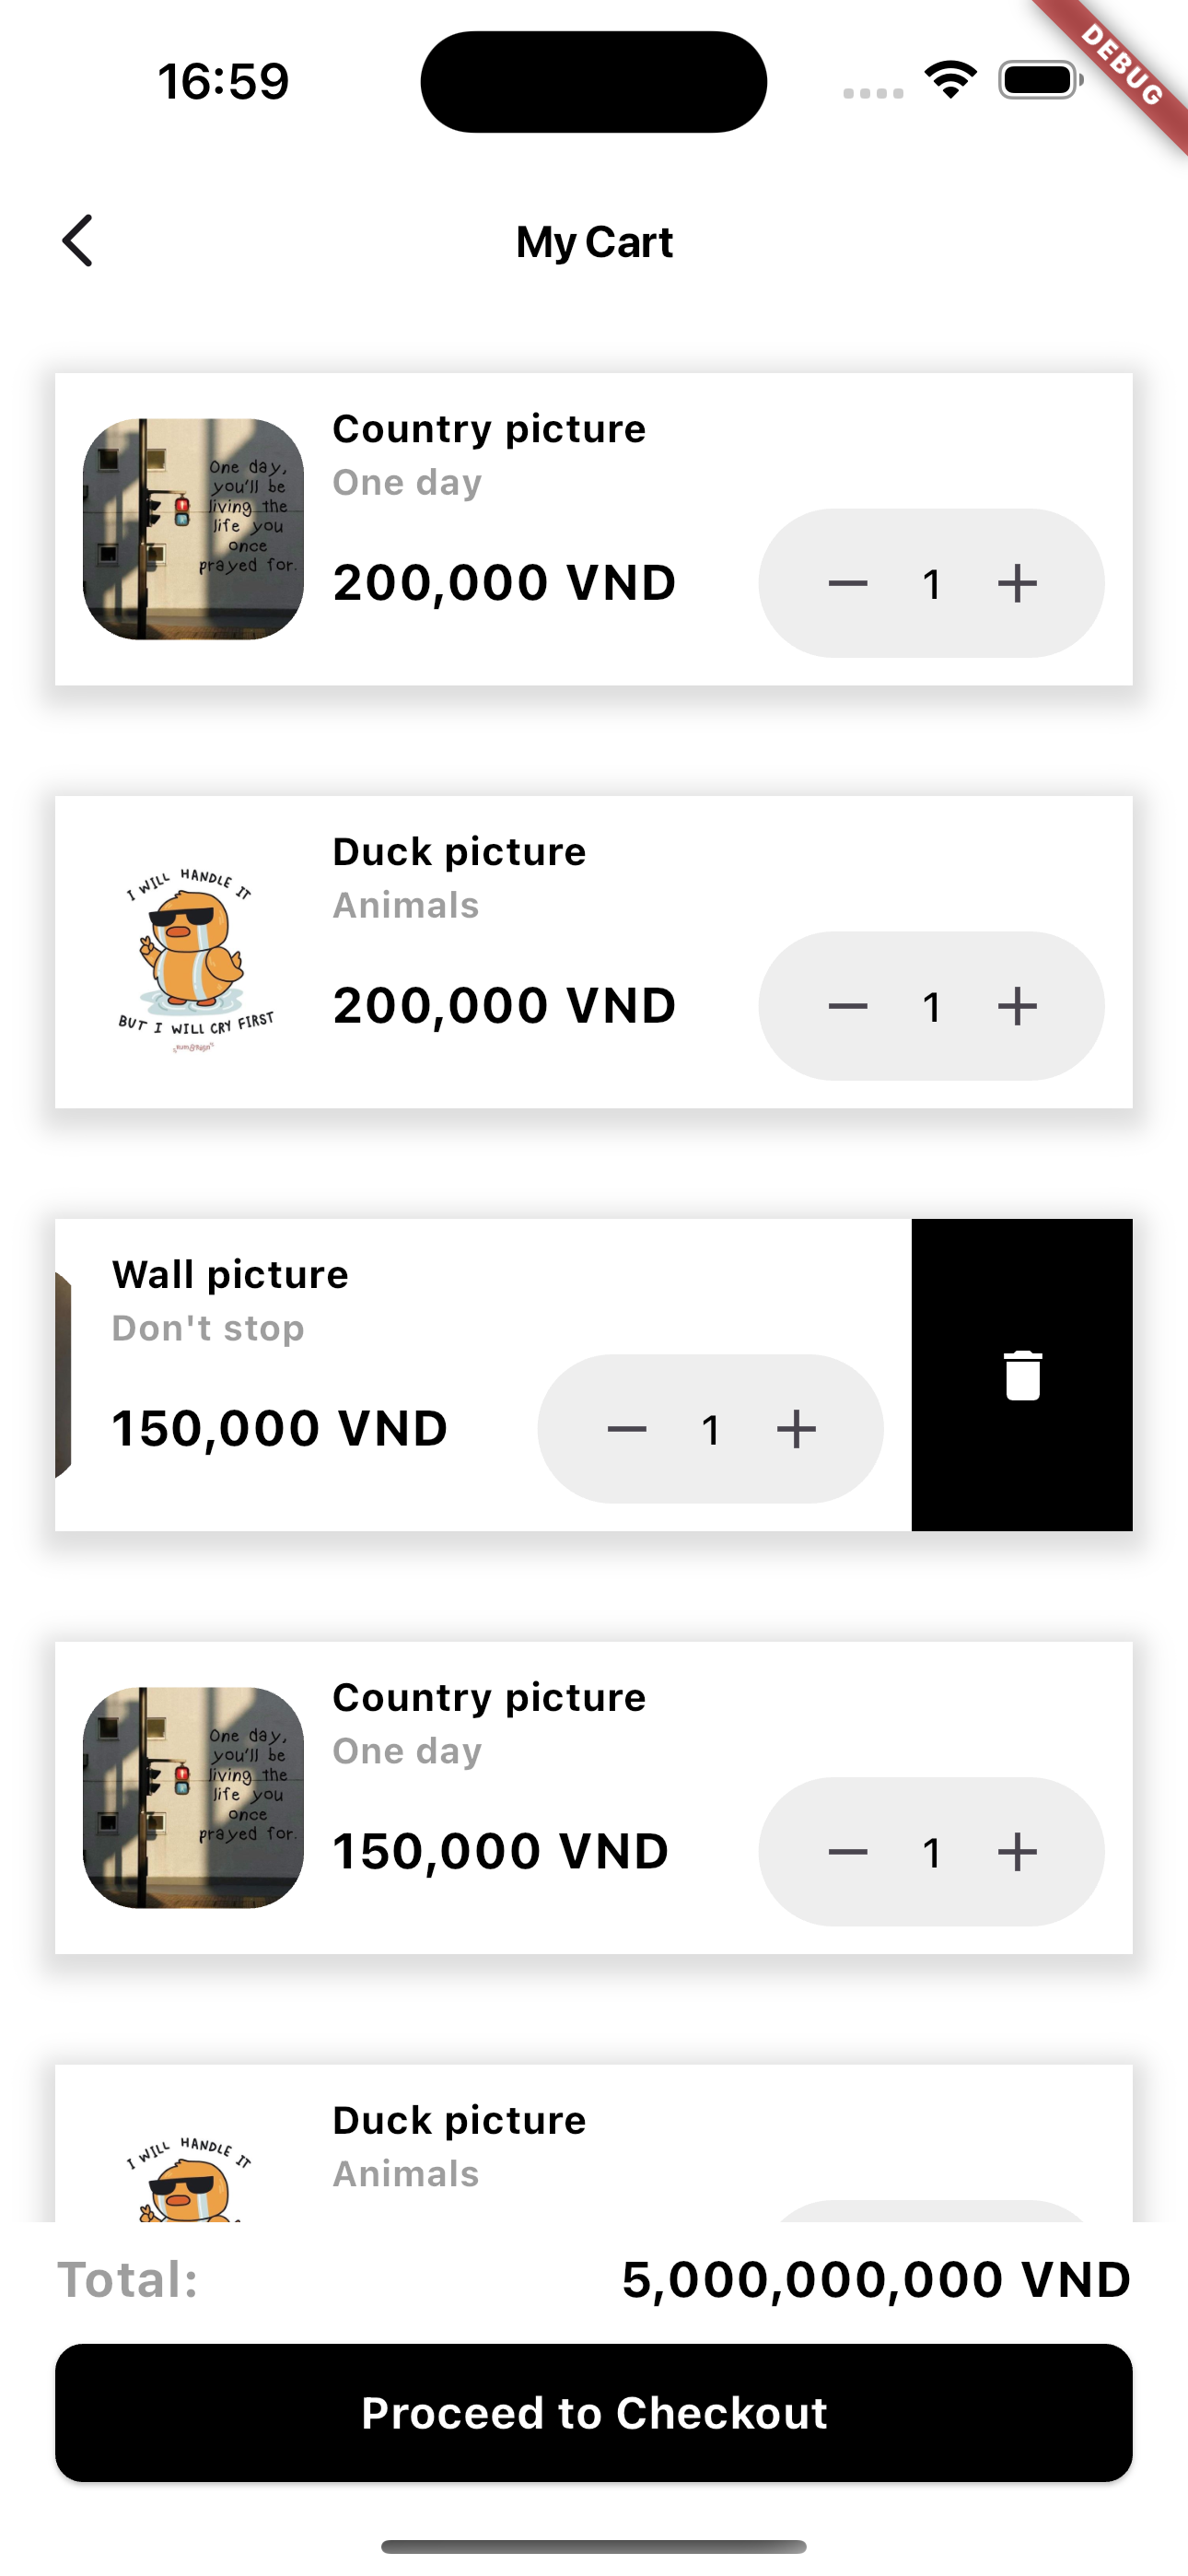 16:59
DEBUG
My Cart
Country picture
One day
One day,
you'll be
living the
life you
once
prayed for.
200,000 VND
1
Duck picture
Animals
I WILL HANDLE IT
BUT I WILL CRY FIRST
200,000 VND
1
Wall picture
Don't stop
150,000 VND
1
Country picture
One day
One day,
you'll be
living the
life you
once
prayed for.
150,000 VND
1
Duck picture
Animals
I WILL HANDLE IT
Total:
5,000,000,000 VND
Proceed to Checkout